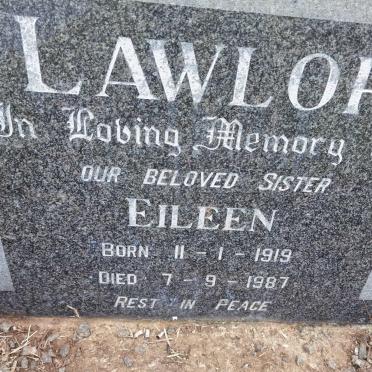 LAWLOR
In Loving Memory
OUR BELOVED SISTER
EILEEN
BORN 11-1-1919
DIED 7-9-1987
REST IN PEACE